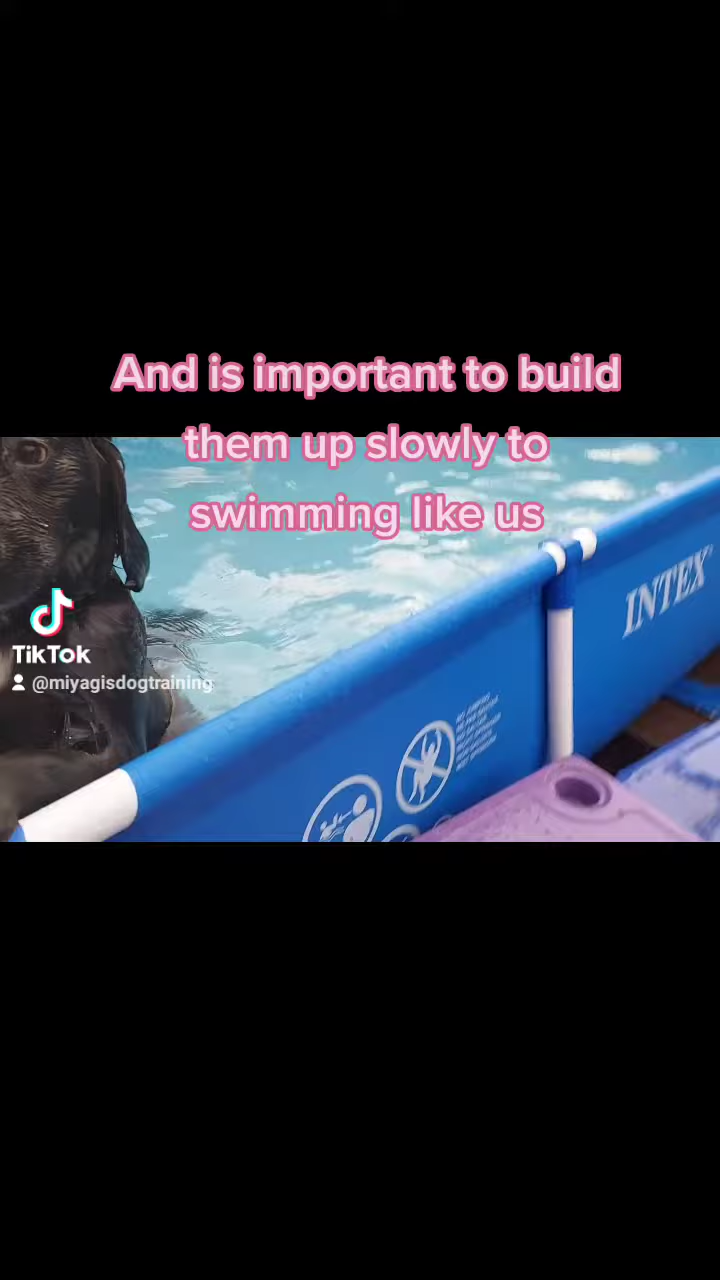 And is important to build
them up slowly to
swimming like us
INTEX
TikTok
@miyagisdogtraining